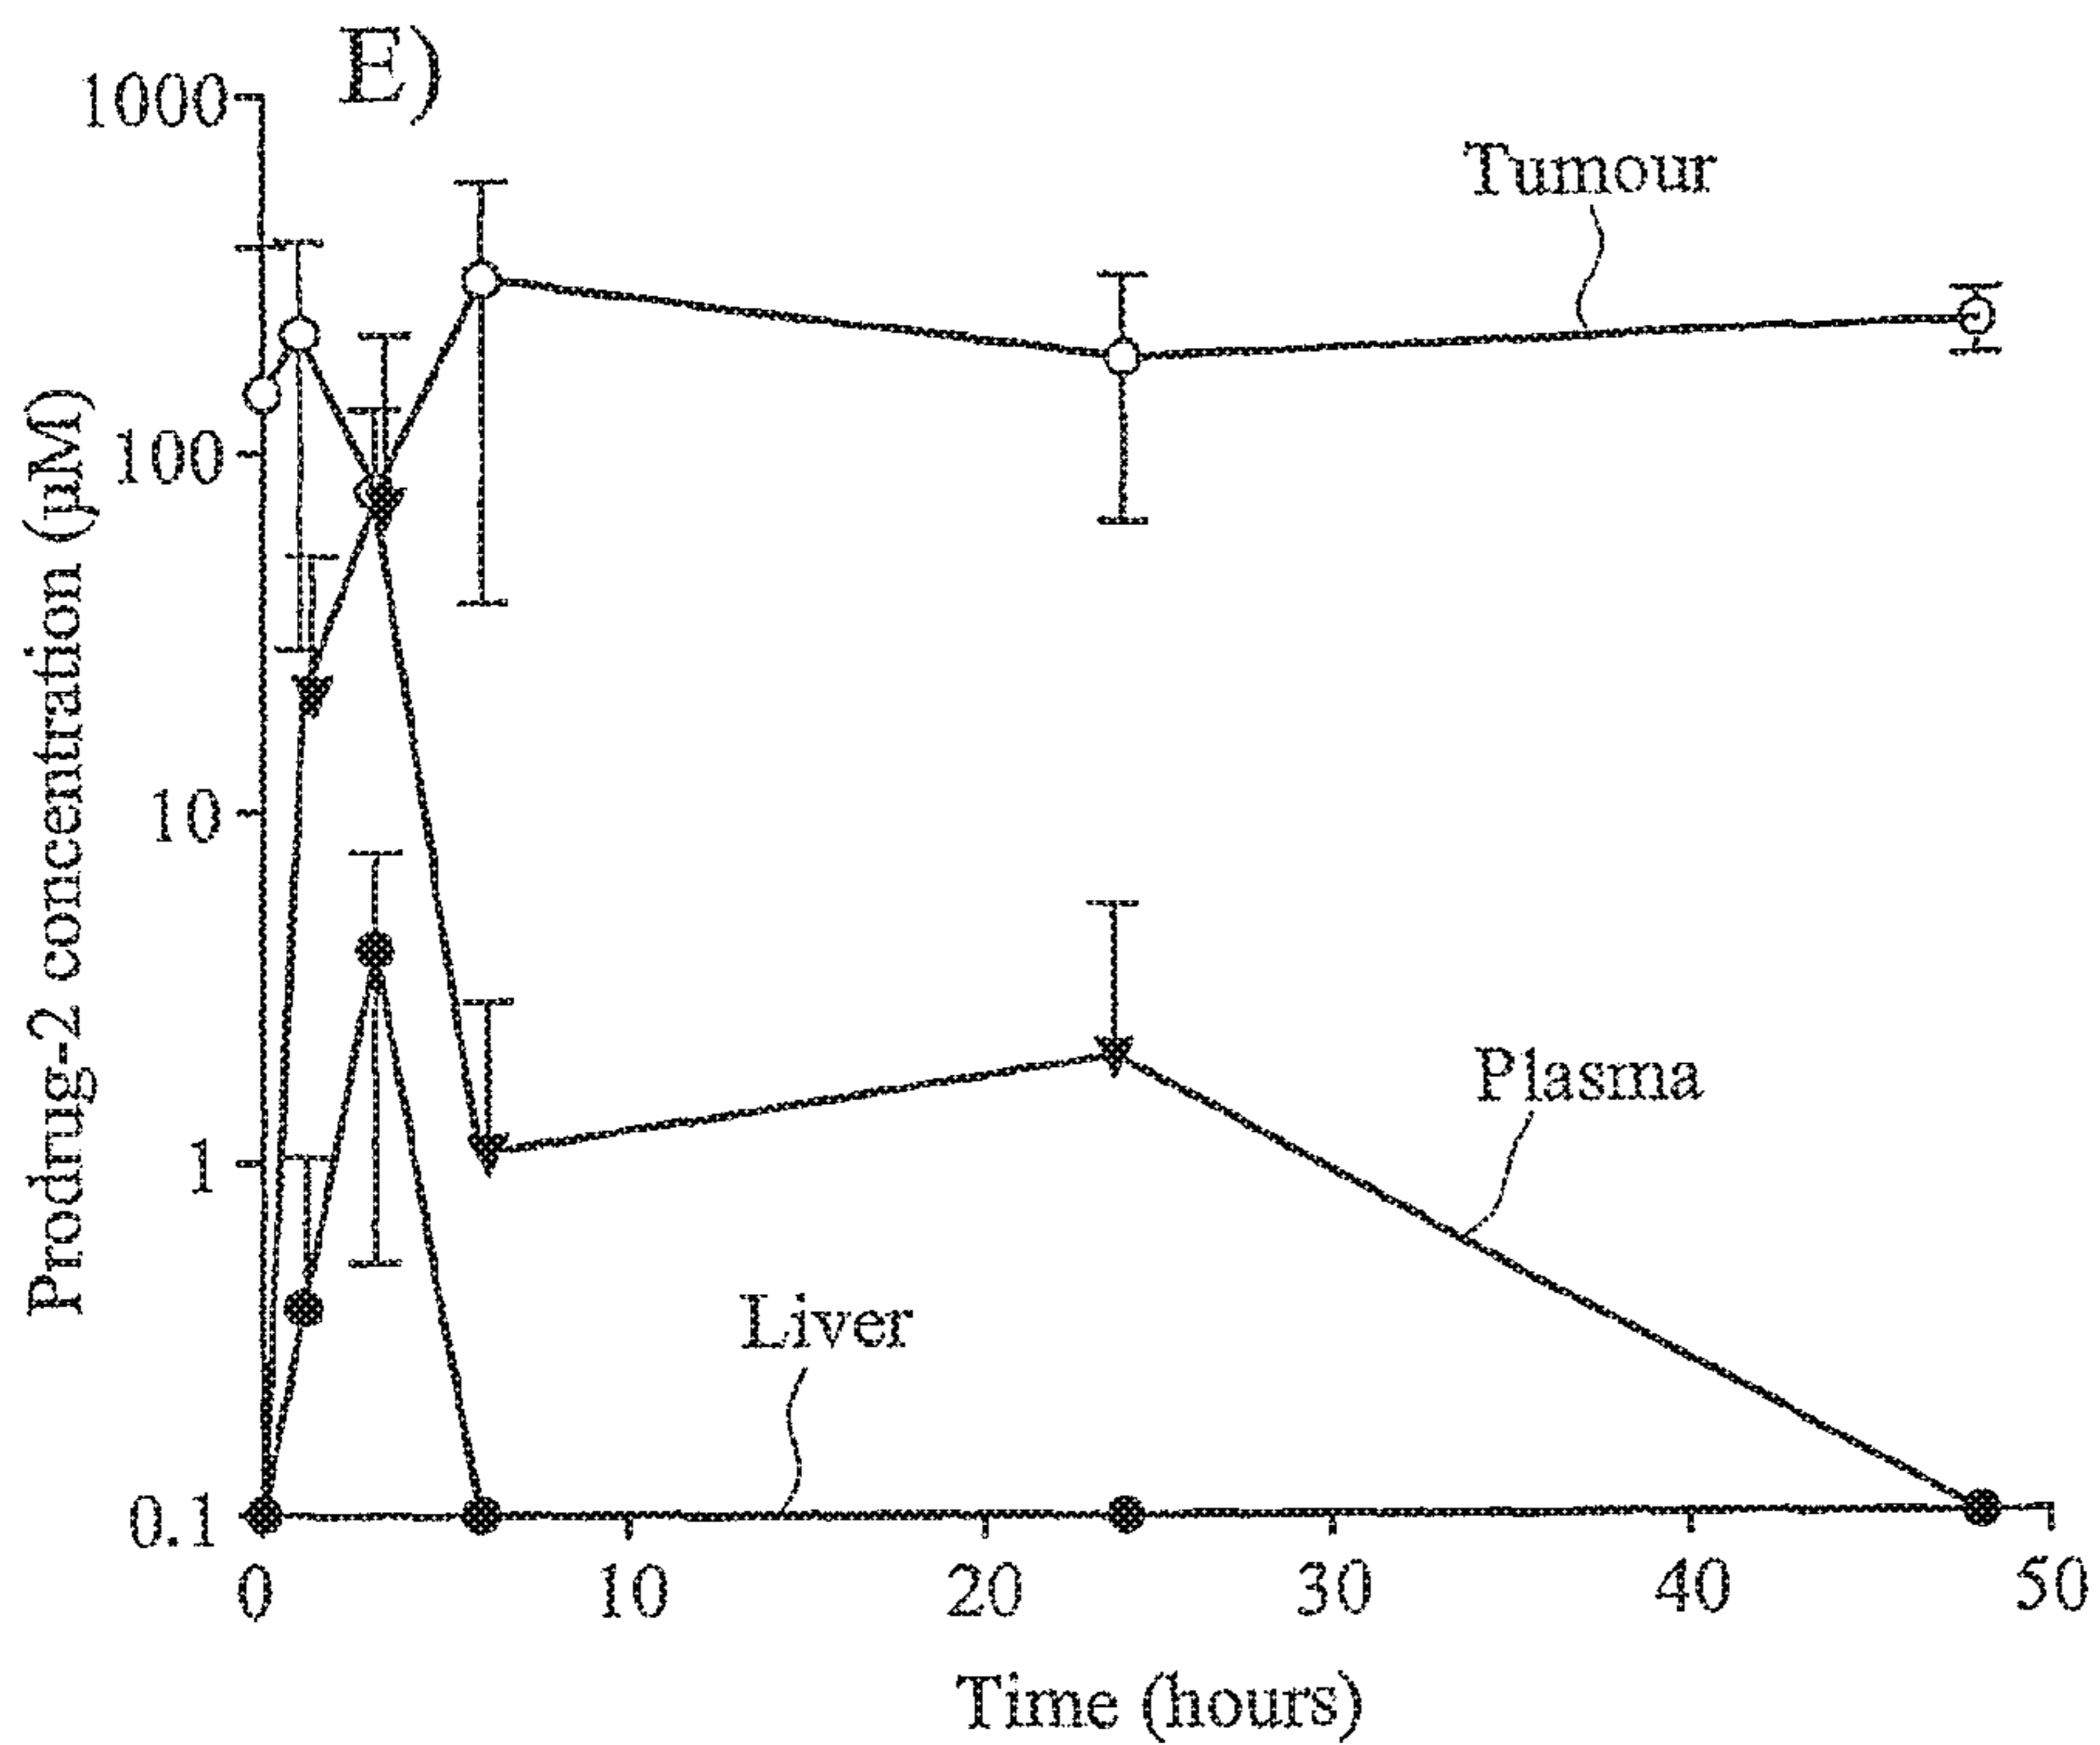 E)
1000
100
10
1
0.1
Prodrug-2 concentration (µM)
Tumour
Plasma
Liver
0 10 20 30 40 50
Time (hours)